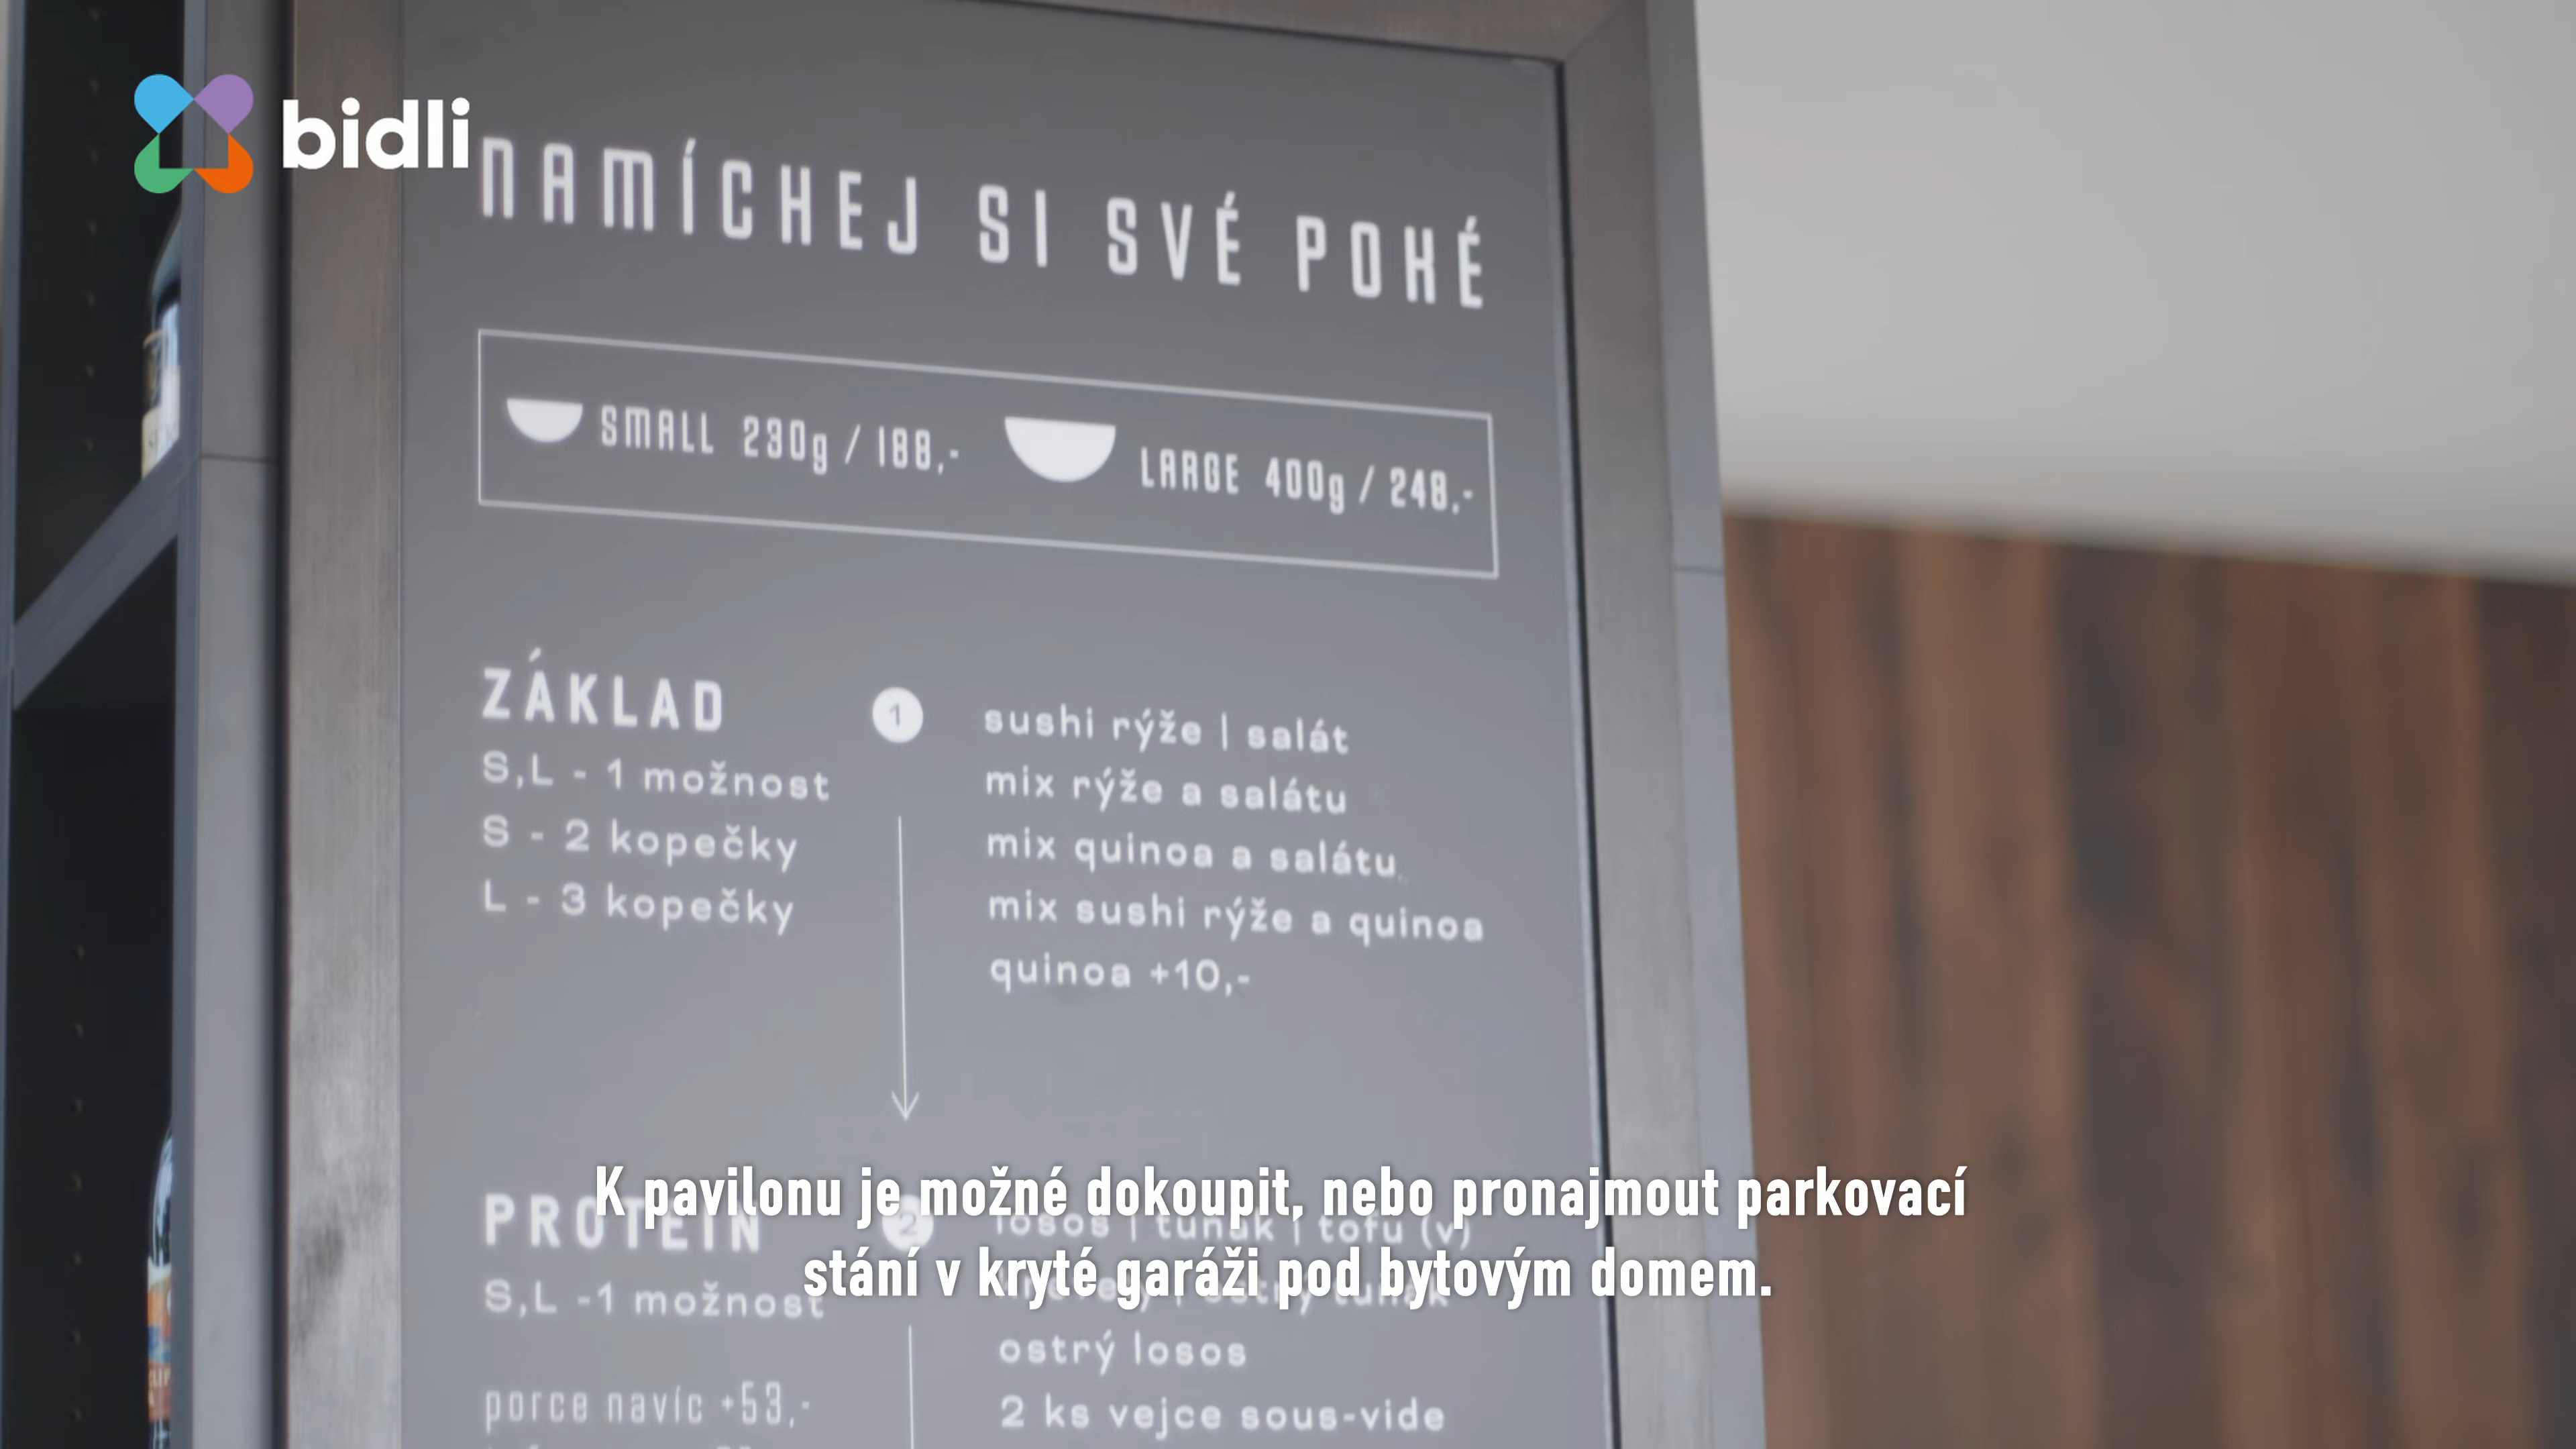 bidli
NAMÍCHEJ SI SVÉ POKÉ
SMALL 230g / 188,- LARGE 400g / 248,-
ZÁKLAD
S,L - 1 možnost
S - 2 kopečky
L - 3 kopečky
1
sushi rýže | salát
mix rýže a salátu
mix quinoa a salátu
mix sushi rýže a quinoa
quinoa +10,-
PROTEIN
S,L -1 možnost
porce navíc +53,-
2
losos | tuňák | tofu (v)
ostrý tuňák
ostrý losos
2 ks vejce sous-vide
K pavilonu je možné dokoupit, nebo pronajmout parkovací
stání v kryté garáži pod bytovým domem.